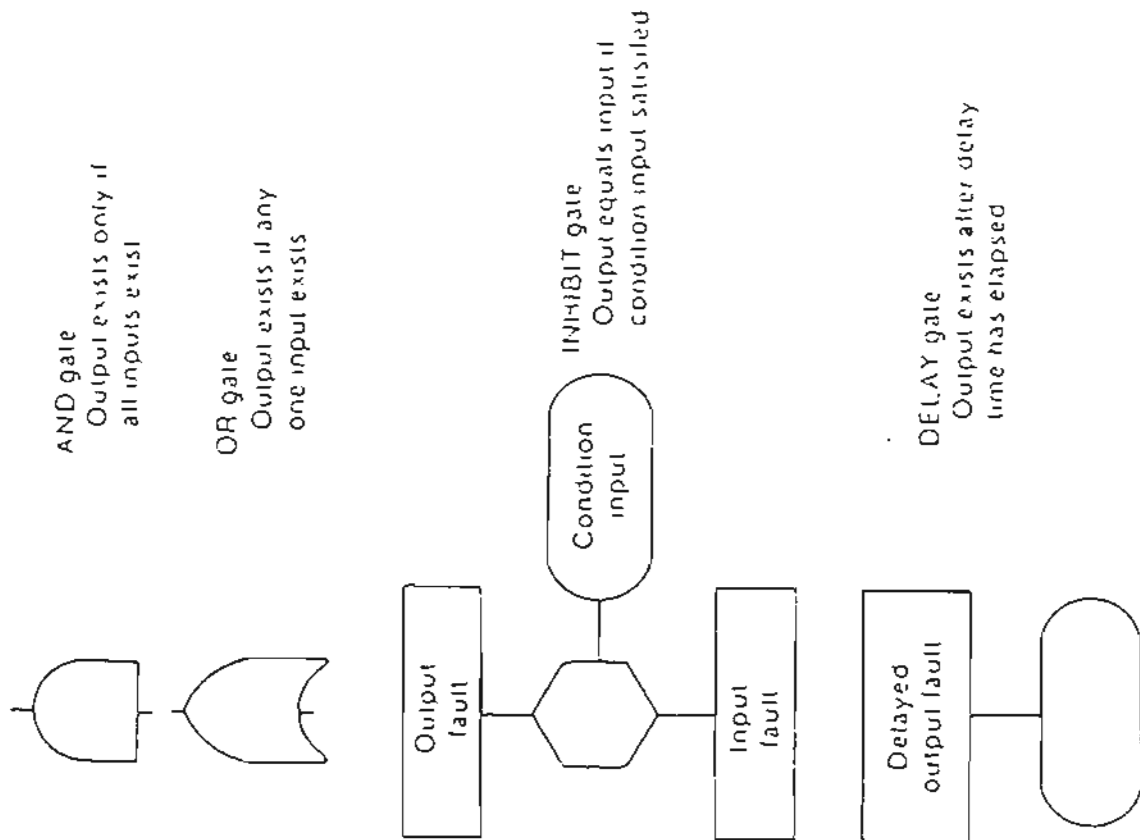 AND gate
Output exists only if
all inputs exist
OR gate
Output exists if any
one input exists
Output
fault
Condition
input
Input
fault
INHIBIT gate
Output equals input if
condition input satisifed
Delayed
output fault
DELAY gate
Output exists after delay
time has elapsed